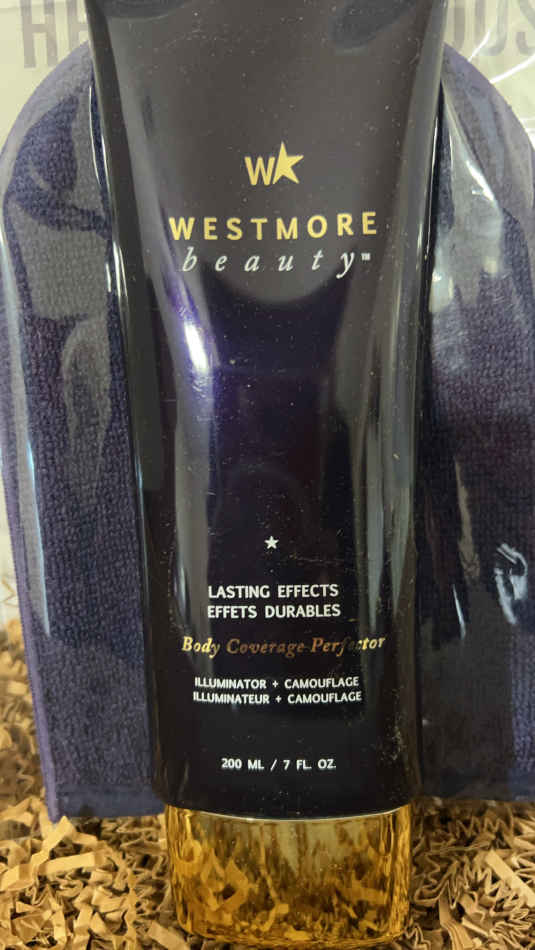 W
WESTMORE
beauty™
LASTING EFFECTS
EFFETS DURABLES
Body Coverage Perfector
ILLUMINATOR + CAMOUFLAGE
ILLUMINATEUR + CAMOUFLAGE
200 ML / 7 FL. OZ.